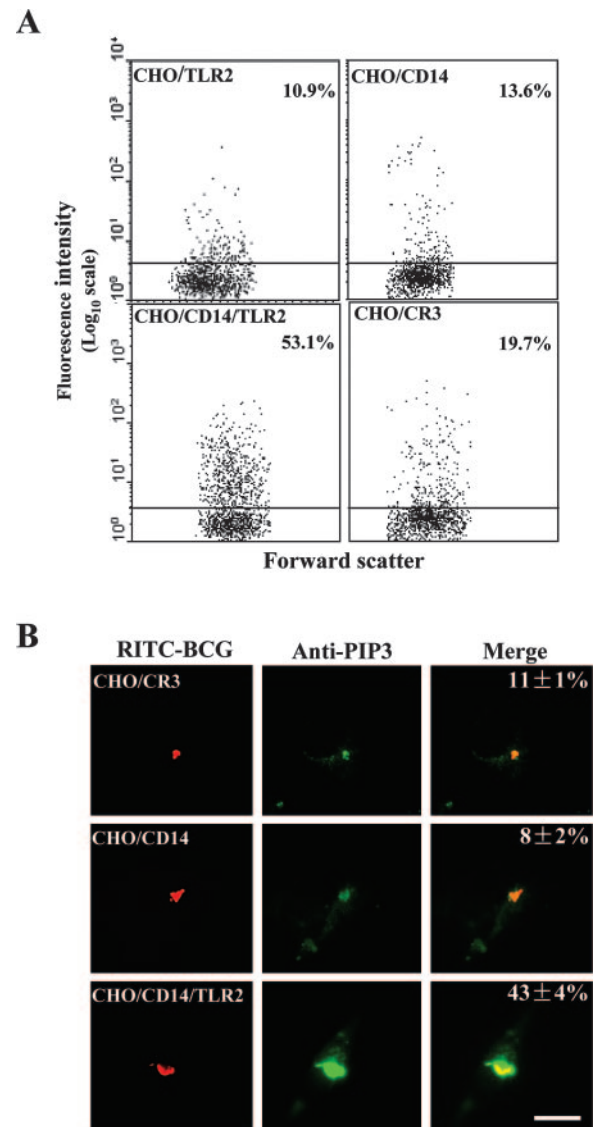 A
CHO/TLR2
10.9%
CHO/CD14
13.6%
10⁴
10³
10²
10¹
10⁰
CHO/CD14/TLR2
53.1%
CHO/CR3
19.7%
10³
10²
10¹
10⁰
Fluorescence intensity
(Log₁₀ scale)
Forward scatter
B
RITC-BCG Anti-PIP3 Merge
CHO/CR3
11±1%
CHO/CD14
8±2%
CHO/CD14/TLR2
43±4%